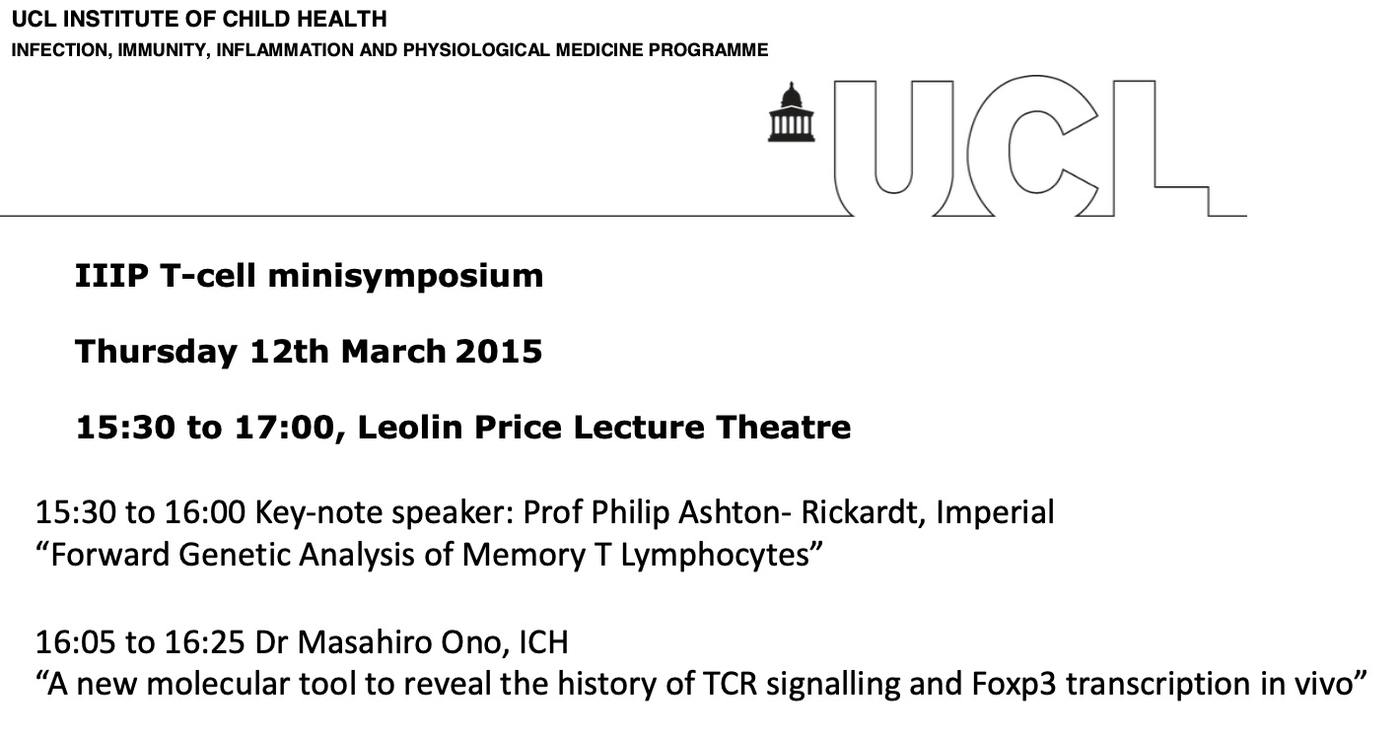 UCL INSTITUTE OF CHILD HEALTH
INFECTION, IMMUNITY, INFLAMMATION AND PHYSIOLOGICAL MEDICINE PROGRAMME
UCL
IIIP T-cell minisymposium
Thursday 12th March 2015
15:30 to 17:00, Leolin Price Lecture Theatre
15:30 to 16:00 Key-note speaker: Prof Philip Ashton- Rickardt, Imperial
“Forward Genetic Analysis of Memory T Lymphocytes”
16:05 to 16:25 Dr Masahiro Ono, ICH
“A new molecular tool to reveal the history of TCR signalling and Foxp3 transcription in vivo”